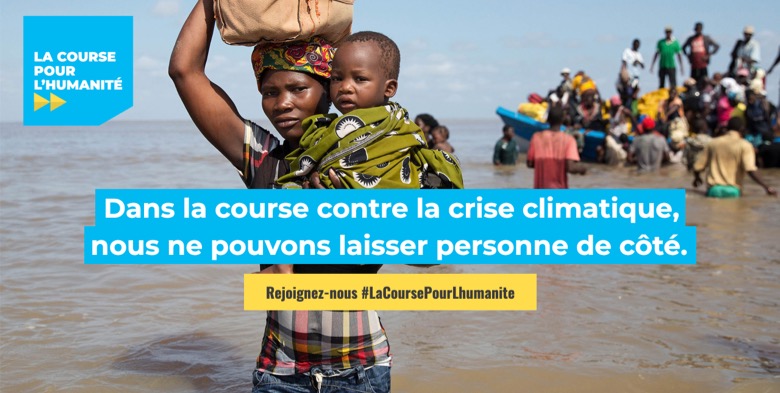 LA COURSE
POUR
L'HUMANITÉ
Dans la course contre la crise climatique,
nous ne pouvons laisser personne de côté.
Rejoignez-nous #LaCoursePourLhumanite